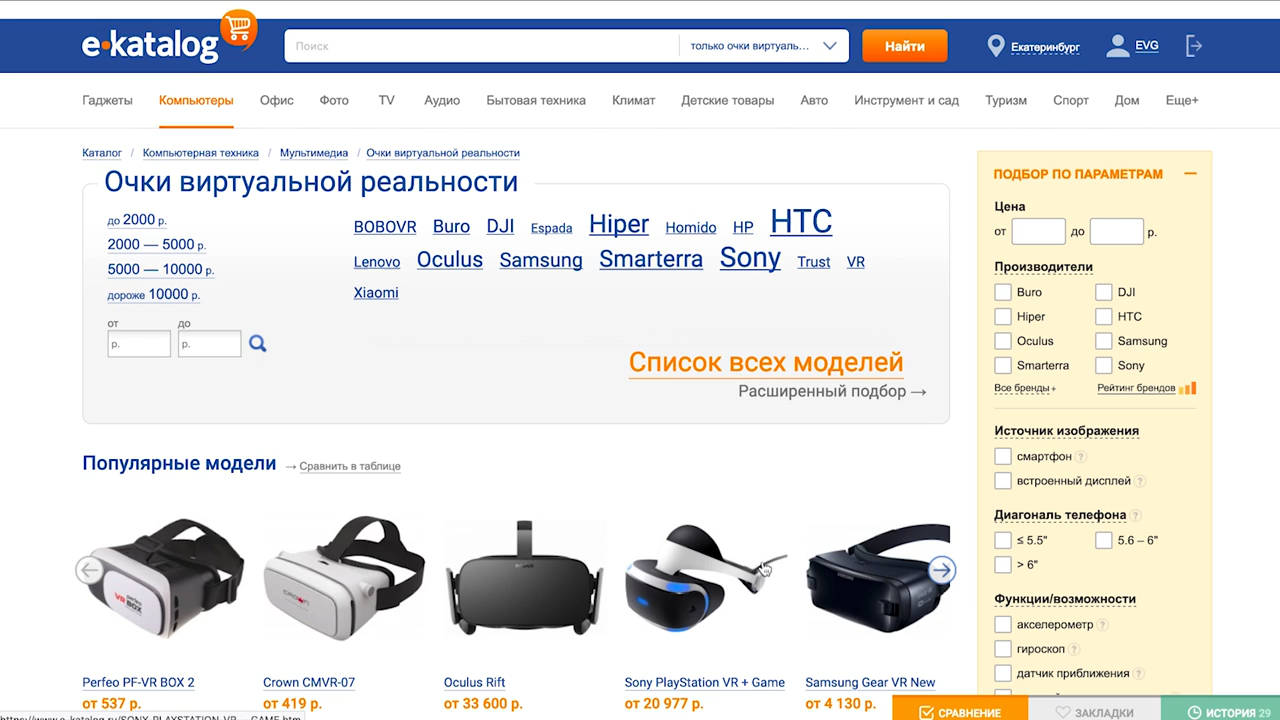 e-katalog
Поиск
только очки виртуаль...
Найти
Екатеринбург
EVG
Гаджеты Компьютеры Офис Фото TV Аудио Бытовая техника Климат Детские товары Авто Инструмент и сад Туризм Спорт Дом Еще+
Каталог / Компьютерная техника / Мультимедиа / Очки виртуальной реальности
Очки виртуальной реальности
до 2000 р.
2000 — 5000 р.
5000 — 10000 р.
дороже 10000 р.
от до
р. р.
BOBOVR Buro DJI Espada Hiper Homido HP HTC
Lenovo Oculus Samsung Smarterra Sony Trust VR
Xiaomi
Список всех моделей
Расширенный подбор →
Популярные модели → Сравнить в таблице
Perfeo PF-VR BOX 2
от 537 р.
Crown CMVR-07
от 419 р.
Oculus Rift
от 33 600 р.
Sony PlayStation VR + Game
от 20 977 р.
Samsung Gear VR New
от 4 130 р.
ПОДБОР ПО ПАРАМЕТРАМ
Цена
от до р.
Производители
Buro DJI
Hiper HTC
Oculus Samsung
Smarterra Sony
Все бренды+ Рейтинг брендов
Источник изображения
смартфон ?
встроенный дисплей ?
Диагональ телефона ?
≤ 5.5" 5.6 – 6"
> 6"
Функции/возможности
акселерометр ?
гироскоп ?
датчик приближения ?
СРАВНЕНИЕ ЗАКЛАДКИ ИСТОРИЯ 29